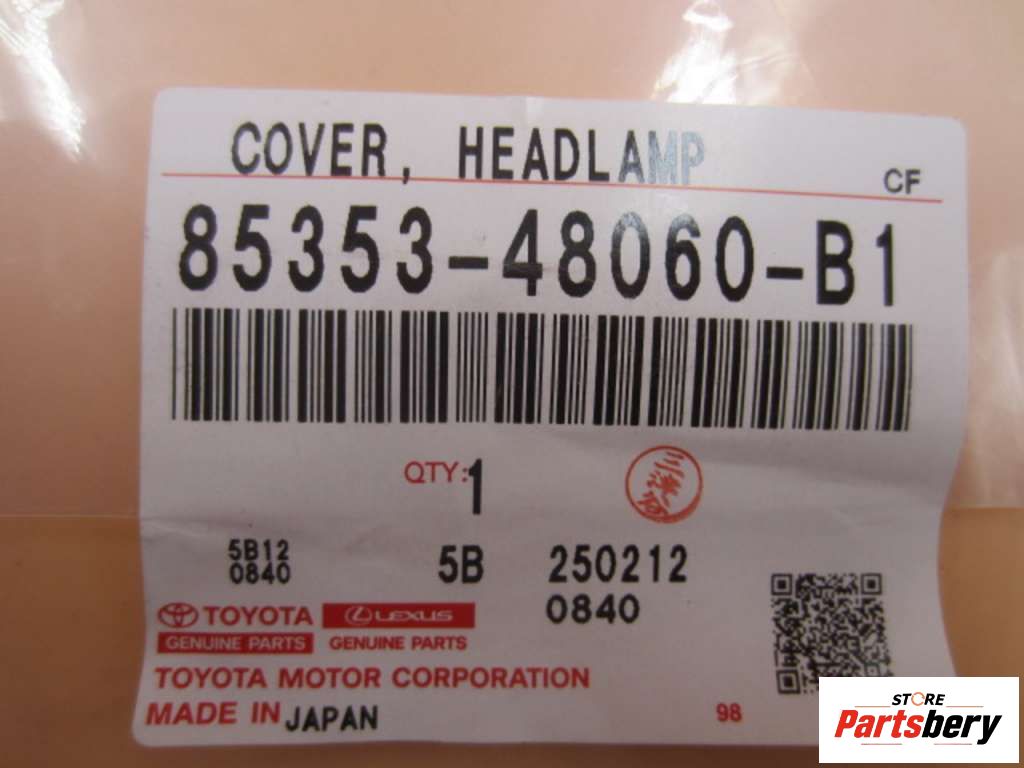 COVER, HEADLAMP
CF
85353-48060-B1
QTY:1
5B12
0840
5B
250212
0840
TOYOTA
GENUINE PARTS
LEXUS
GENUINE PARTS
TOYOTA MOTOR CORPORATION
MADE IN JAPAN
98
STORE
Partsbery